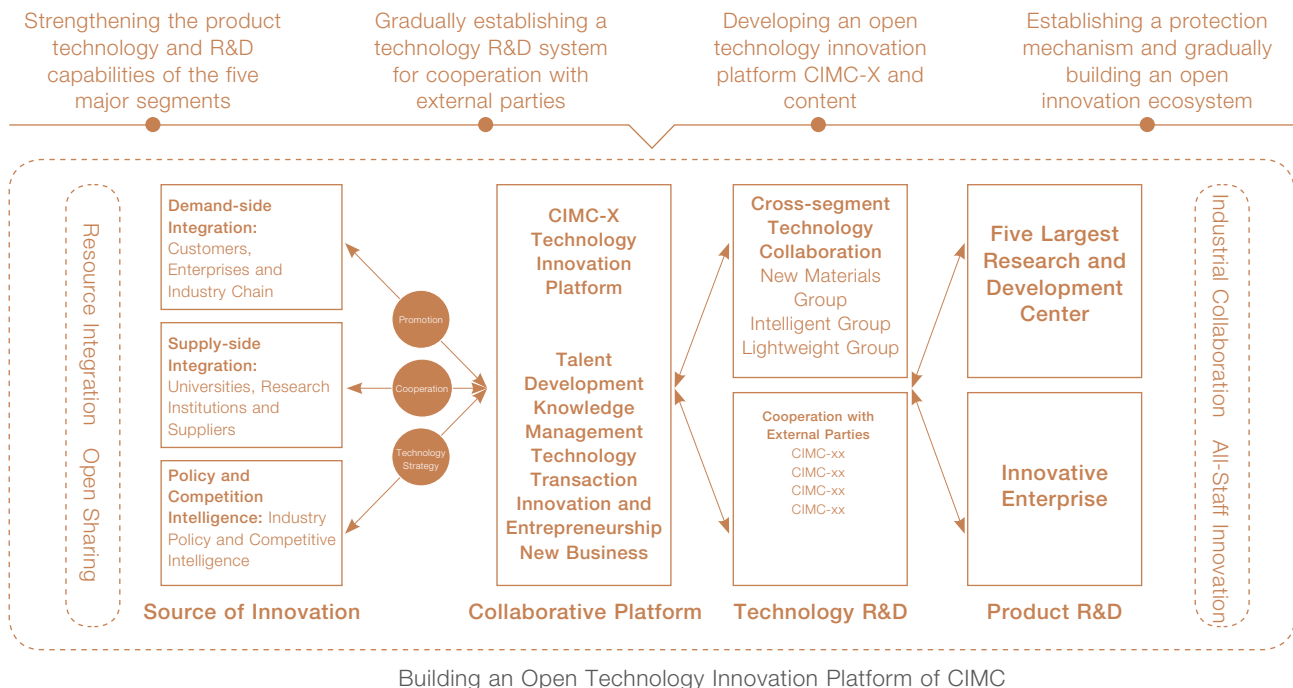 Strengthening the product
technology and R&D
capabilities of the five
major segments
Gradually establishing a
technology R&D system
for cooperation with
external parties
Developing an open
technology innovation
platform CIMC-X and
content
Establishing a protection
mechanism and gradually
building an open
innovation ecosystem
Resource Integration Open Sharing
Demand-side
Integration:
Customers,
Enterprises and
Industry Chain
Supply-side
Integration:
Universities, Research
Institutions and
Suppliers
Policy and
Competition
Intelligence: Industry
Policy and Competitive
Intelligence
Source of Innovation
Promotion
Cooperation
Technology
Strategy
CIMC-X
Technology
Innovation
Platform
Talent
Development
Knowledge
Management
Technology
Transaction
Innovation and
Entrepreneurship
New Business
Collaborative Platform
Cross-segment
Technology
Collaboration
New Materials
Group
Intelligent Group
Lightweight Group
Cooperation with
External Parties
CIMC-xx
CIMC-xx
CIMC-xx
CIMC-xx
Technology R&D
Five Largest
Research and
Development
Center
Innovative
Enterprise
Product R&D
Industrial Collaboration All-Staff Innovation
Building an Open Technology Innovation Platform of CIMC